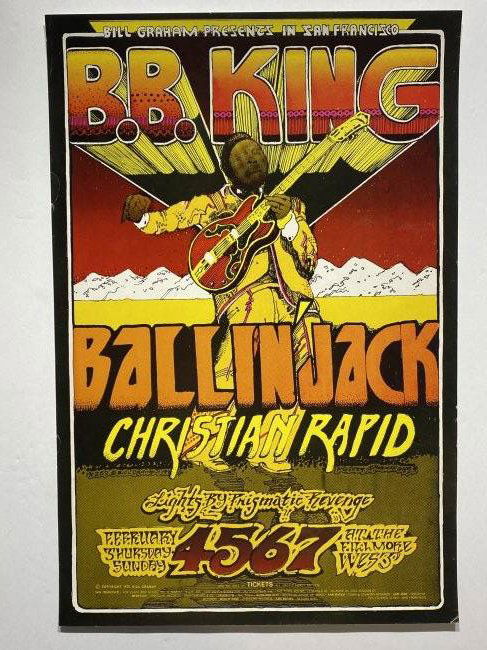 BILL GRAHAM PRESENTS IN SAN FRANCISCO
B.B. KING
BALLIN'JACK
CHRISTIAN RAPID
Lights By Prizmatic Revenge
FEBRUARY
THURSDAY
SUNDAY
4567
AT THE
FILLMORE
WEST
TICKETS